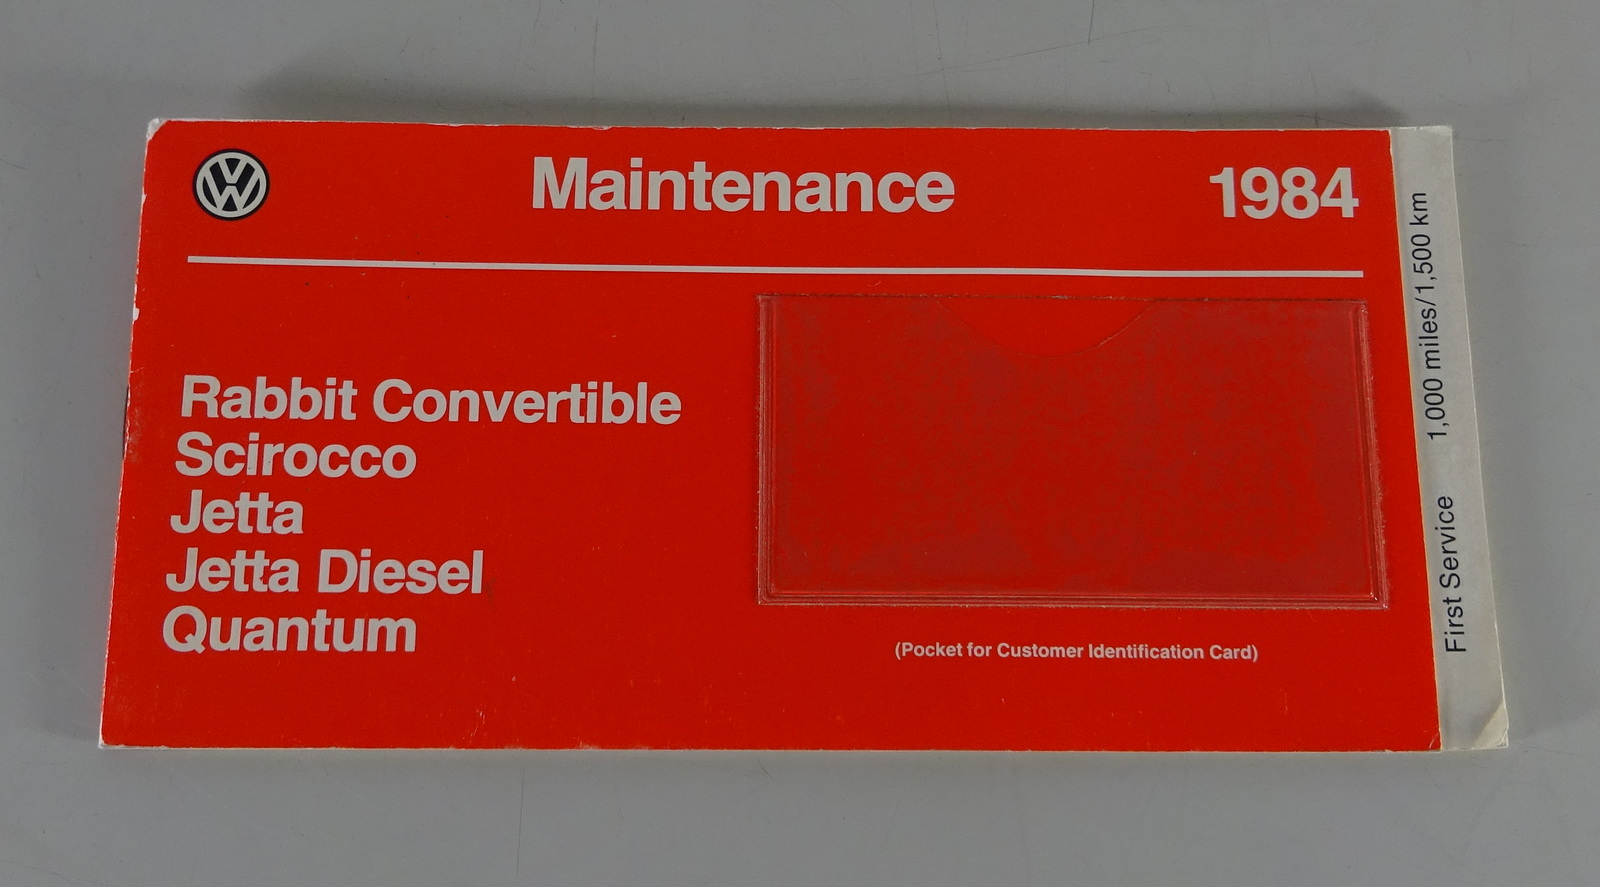 Maintenance
1984
Rabbit Convertible
Scirocco
Jetta
Jetta Diesel
Quantum
(Pocket for Customer Identification Card)
First Service 1,000 miles/1,500 km